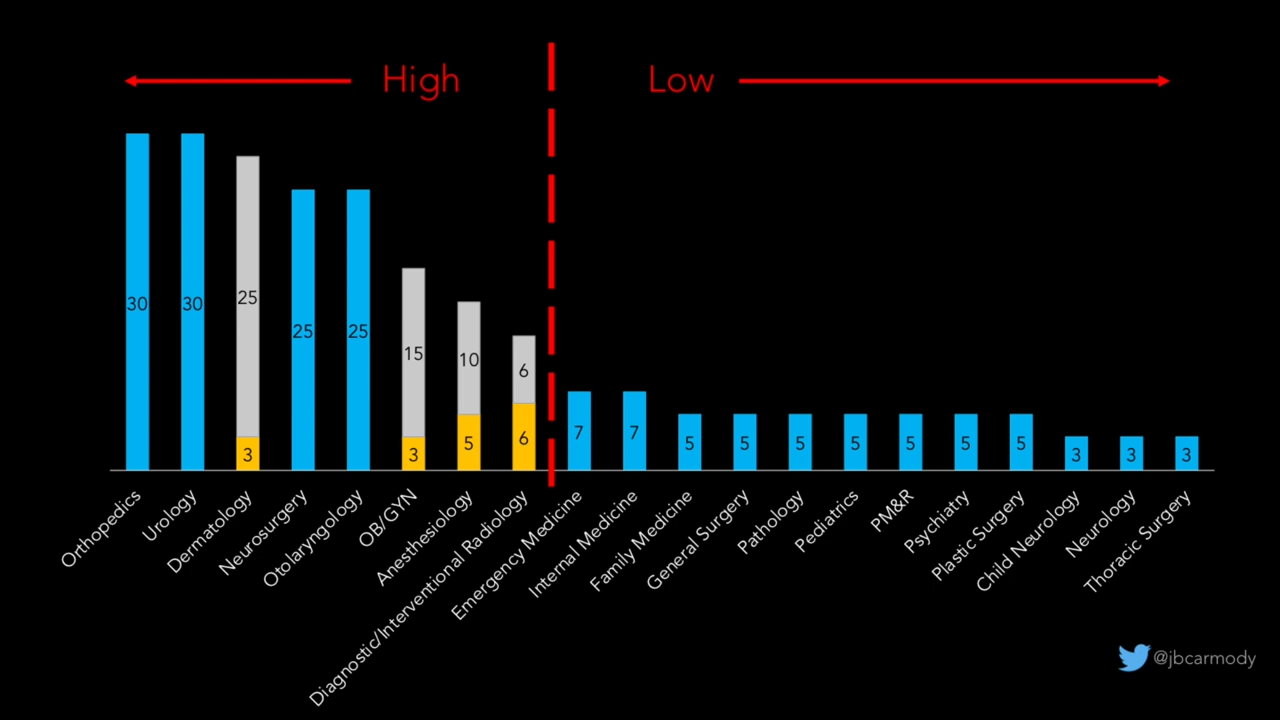 High
Low
30
30
25
3
25
25
15
3
10
5
6
6
7
7
5
5
5
5
5
5
5
3
3
3
Orthopedics
Urology
Dermatology
Neurosurgery
Otolaryngology
OB/GYN
Anesthesiology
Diagnostic/Interventional Radiology
Emergency Medicine
Internal Medicine
Family Medicine
General Surgery
Pathology
Pediatrics
PM&R
Psychiatry
Plastic Surgery
Child Neurology
Neurology
Thoracic Surgery
@jbcarmody